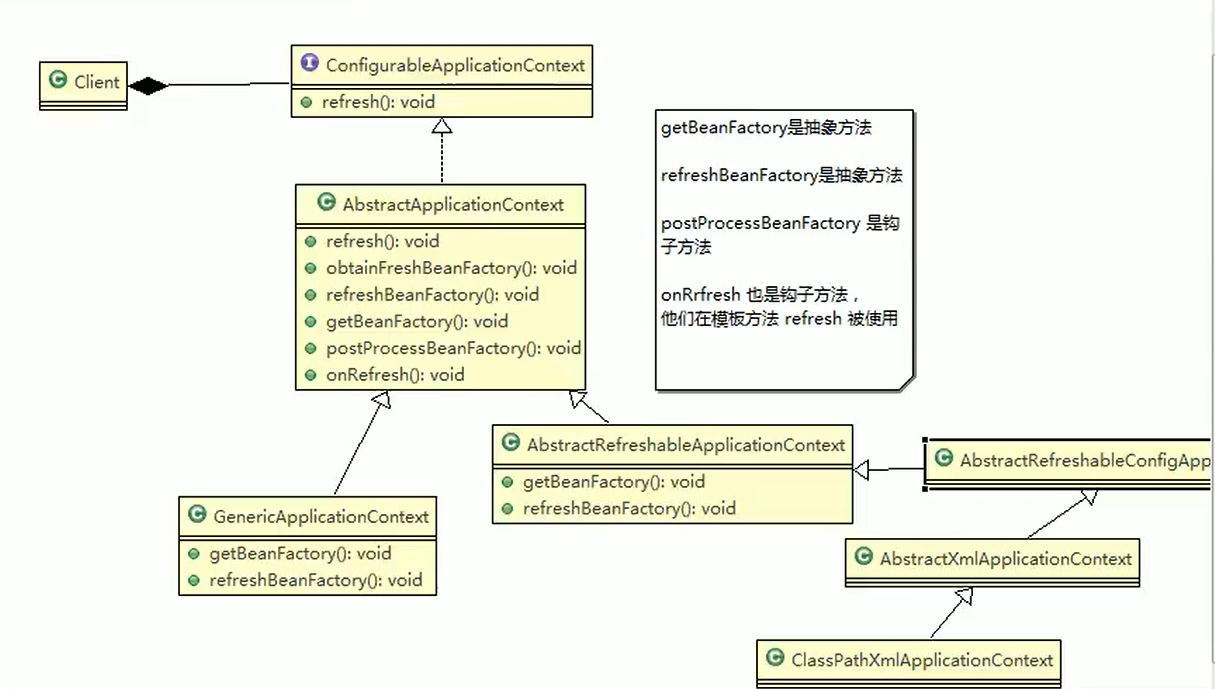 Client
ConfigurableApplicationContext
refresh(): void
AbstractApplicationContext
refresh(): void
obtainFreshBeanFactory(): void
refreshBeanFactory(): void
getBeanFactory(): void
postProcessBeanFactory(): void
onRefresh(): void
getBeanFactory是抽象方法
refreshBeanFactory是抽象方法
postProcessBeanFactory 是钩
子方法
onRrfresh 也是钩子方法，
他们在模板方法 refresh 被使用
GenericApplicationContext
getBeanFactory(): void
refreshBeanFactory(): void
AbstractRefreshableApplicationContext
getBeanFactory(): void
refreshBeanFactory(): void
AbstractRefreshableConfigApp
AbstractXmlApplicationContext
ClassPathXmlApplicationContext